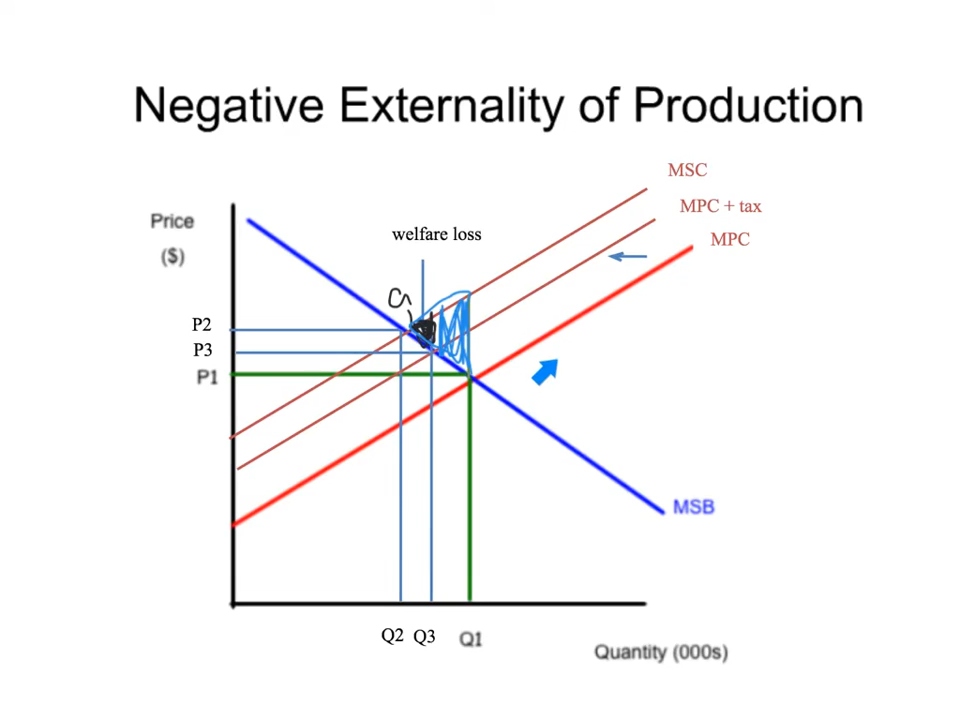 Negative Externality of Production
MSC
MPC + tax
MPC
Price
($)
welfare loss
P2
P3
P1
MSB
Q2 Q3 Q1
Quantity (000s)